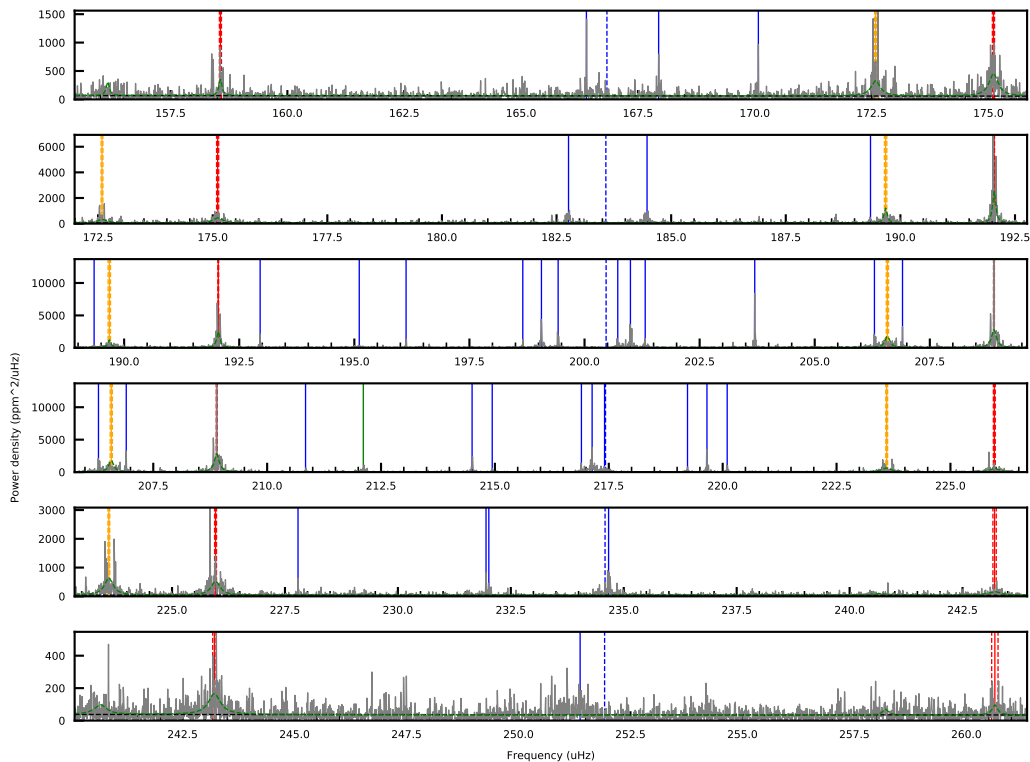 1500
1000
500
0
157.5 160.0 162.5 165.0 167.5 170.0 172.5 175.0
6000
4000
2000
0
172.5 175.0 177.5 180.0 182.5 185.0 187.5 190.0 192.5
10000
5000
0
190.0 192.5 195.0 197.5 200.0 202.5 205.0 207.5
Power density (ppm^2/uHz)
10000
5000
0
207.5 210.0 212.5 215.0 217.5 220.0 222.5 225.0
3000
2000
1000
0
225.0 227.5 230.0 232.5 235.0 237.5 240.0 242.5
400
200
0
242.5 245.0 247.5 250.0 252.5 255.0 257.5 260.0
Frequency (uHz)